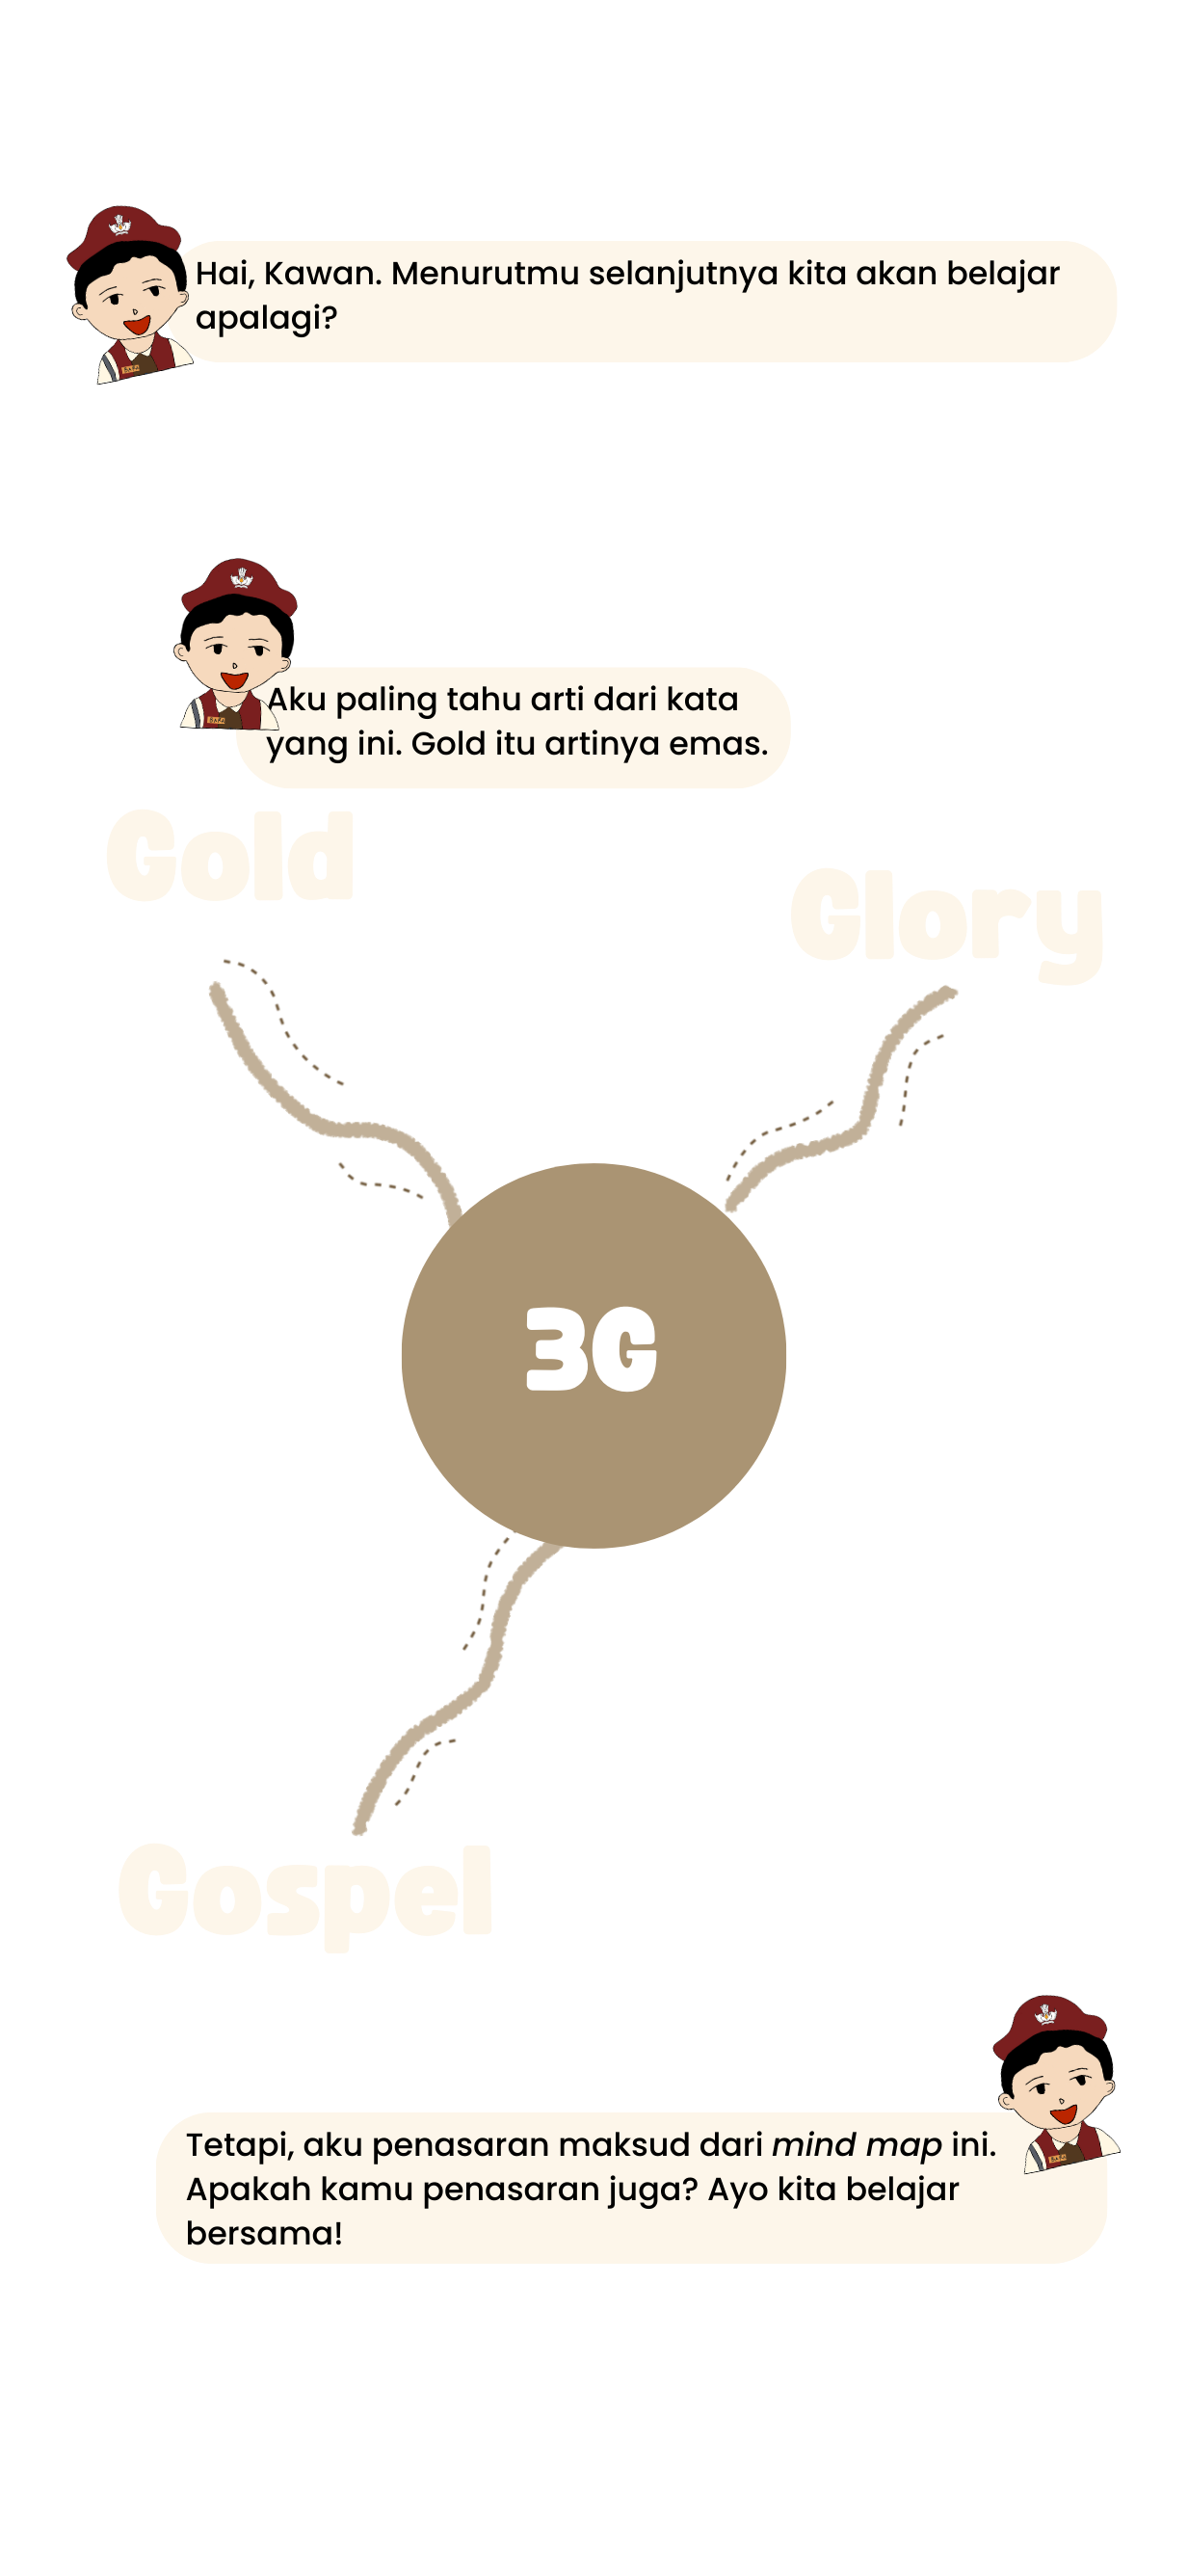 Hai, Kawan. Menurutmu selanjutnya kita akan belajar
apalagi?
Aku paling tahu arti dari kata
yang ini. Gold itu artinya emas.
Gold
Glory
3G
Gospel
Tetapi, aku penasaran maksud dari mind map ini.
Apakah kamu penasaran juga? Ayo kita belajar
bersama!